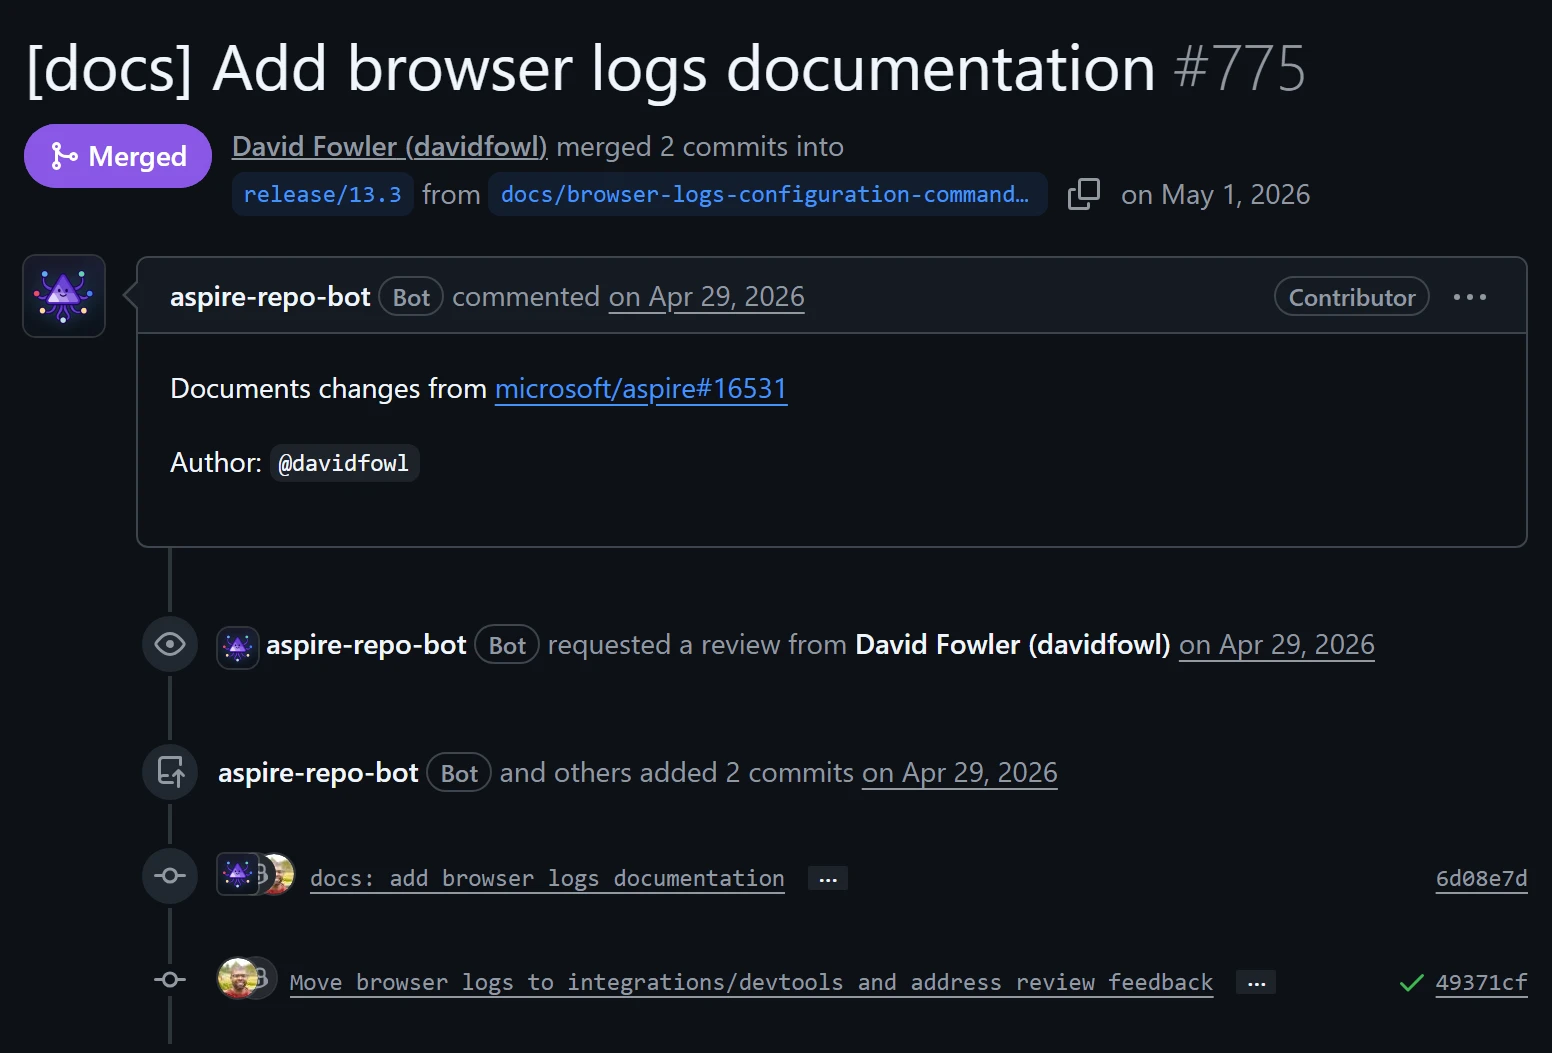 [docs] Add browser logs documentation #775
Merged
David Fowler (davidfowl) merged 2 commits into
release/13.3 from docs/browser-logs-configuration-command… on May 1, 2026
aspire-repo-bot Bot commented on Apr 29, 2026 Contributor ···
Documents changes from microsoft/aspire#16531
Author: @davidfowl
aspire-repo-bot Bot requested a review from David Fowler (davidfowl) on Apr 29, 2026
aspire-repo-bot Bot and others added 2 commits on Apr 29, 2026
docs: add browser logs documentation … 6d08e7d
Move browser logs to integrations/devtools and address review feedback … 49371cf